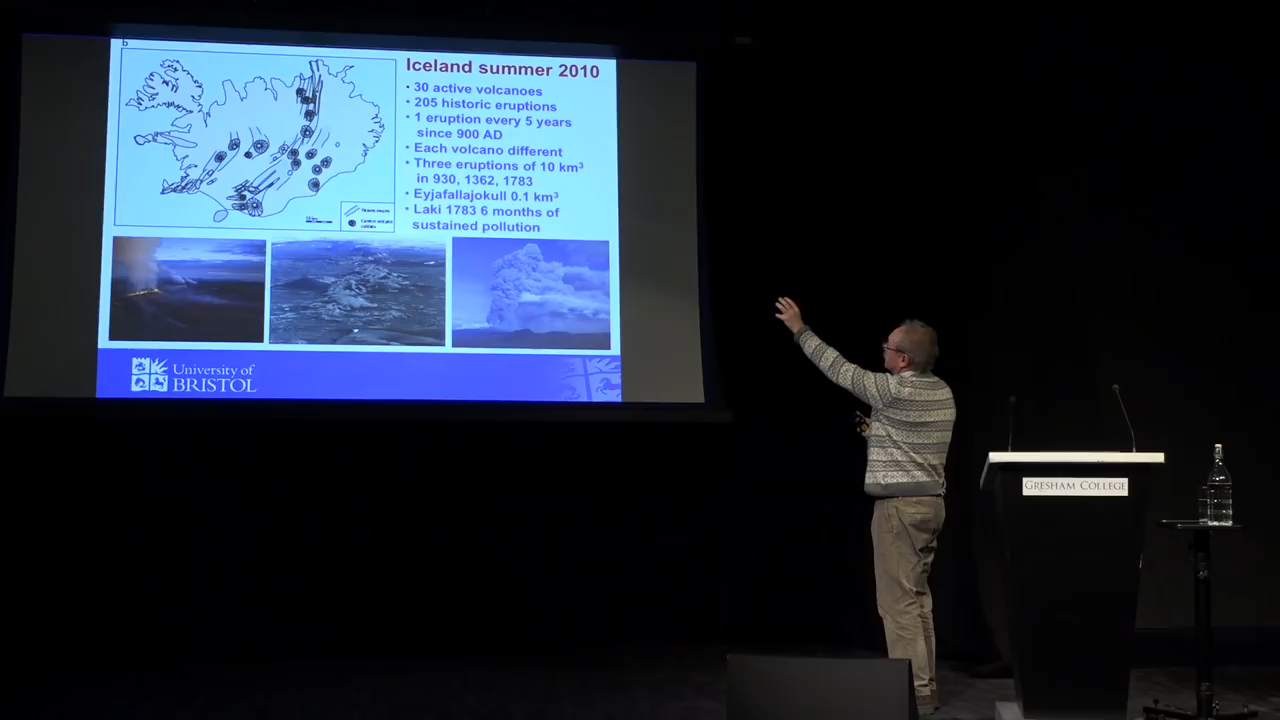 b
Iceland summer 2010
• 30 active volcanoes
• 205 historic eruptions
• 1 eruption every 5 years
since 900 AD
• Each volcano different
• Three eruptions of 10 km³
in 930, 1362, 1783
• Eyjafallajokull 0.1 km³
• Laki 1783 6 months of
sustained pollution
University of
BRISTOL
GRESHAM COLLEGE